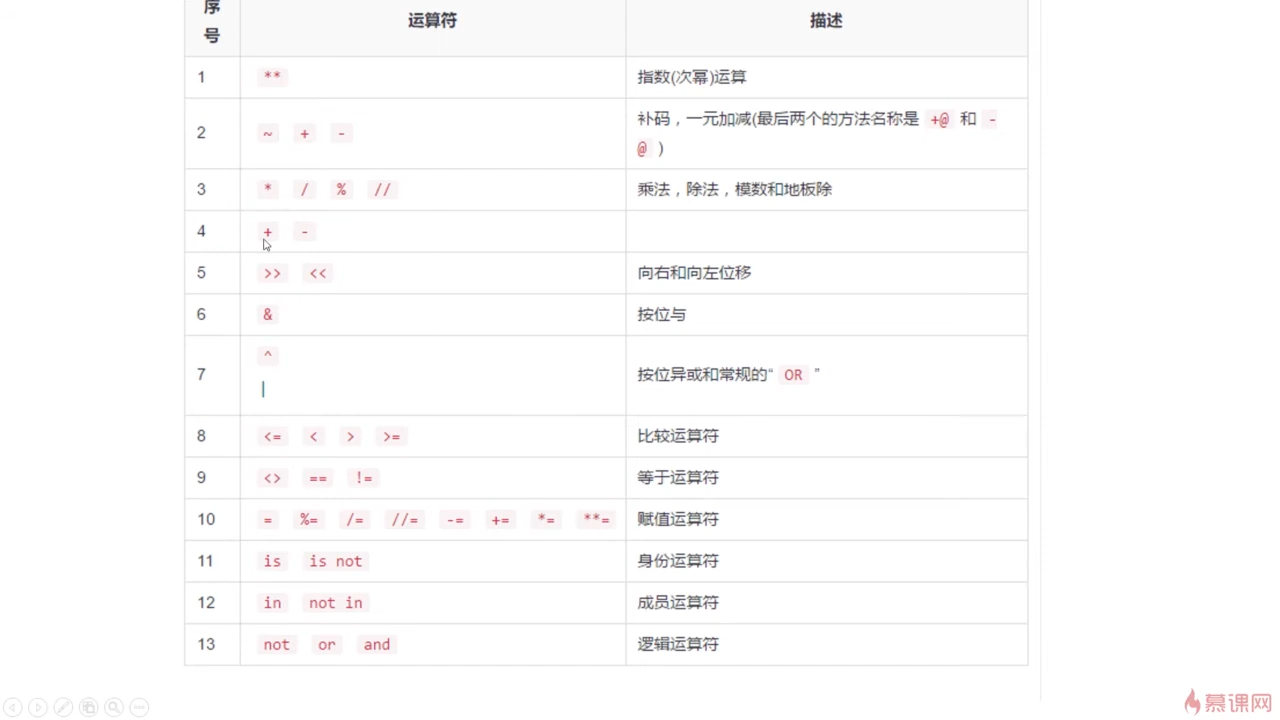 序
号 运算符 描述
1 ** 指数(次幂)运算
2 ~ + - 补码，一元加减(最后两个的方法名称是 +@ 和 -
@ )
3 * / % // 乘法，除法，模数和地板除
4 + -
5 >> << 向右和向左位移
6 & 按位与
7 ^
| 按位异或和常规的“ OR ”
8 <= < > >= 比较运算符
9 <> == != 等于运算符
10 = %= /= //= -= += *= **= 赋值运算符
11 is is not 身份运算符
12 in not in 成员运算符
13 not or and 逻辑运算符
慕课网